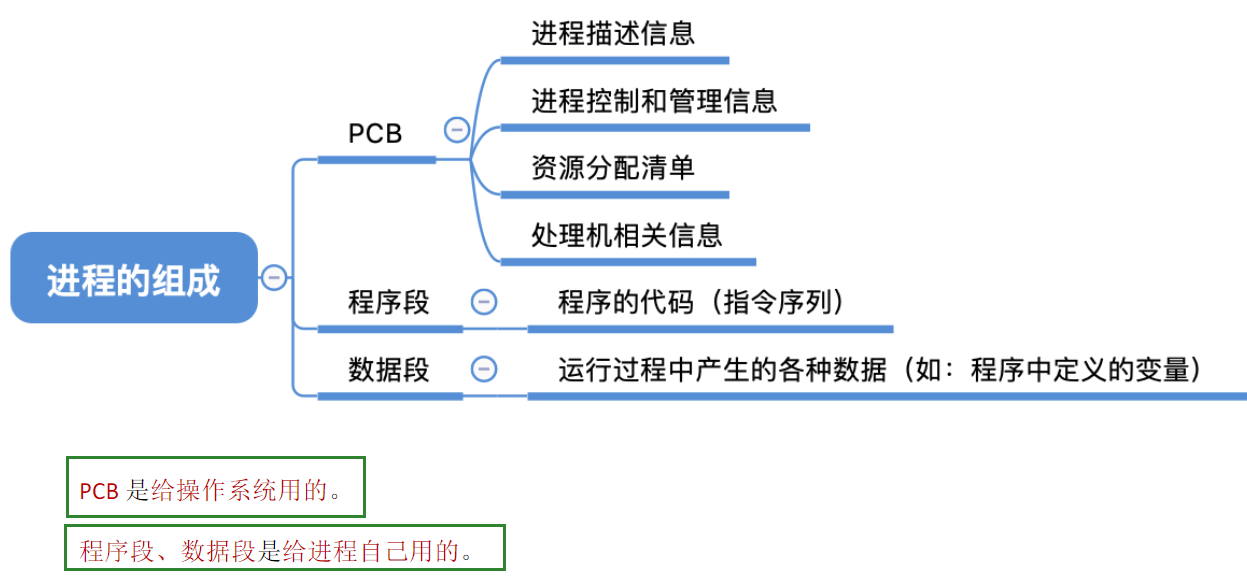 进程描述信息
进程控制和管理信息
PCB
资源分配清单
处理机相关信息
进程的组成
程序段
程序的代码（指令序列）
数据段
运行过程中产生的各种数据（如：程序中定义的变量）
PCB 是给操作系统用的。
程序段、数据段是给进程自己用的。